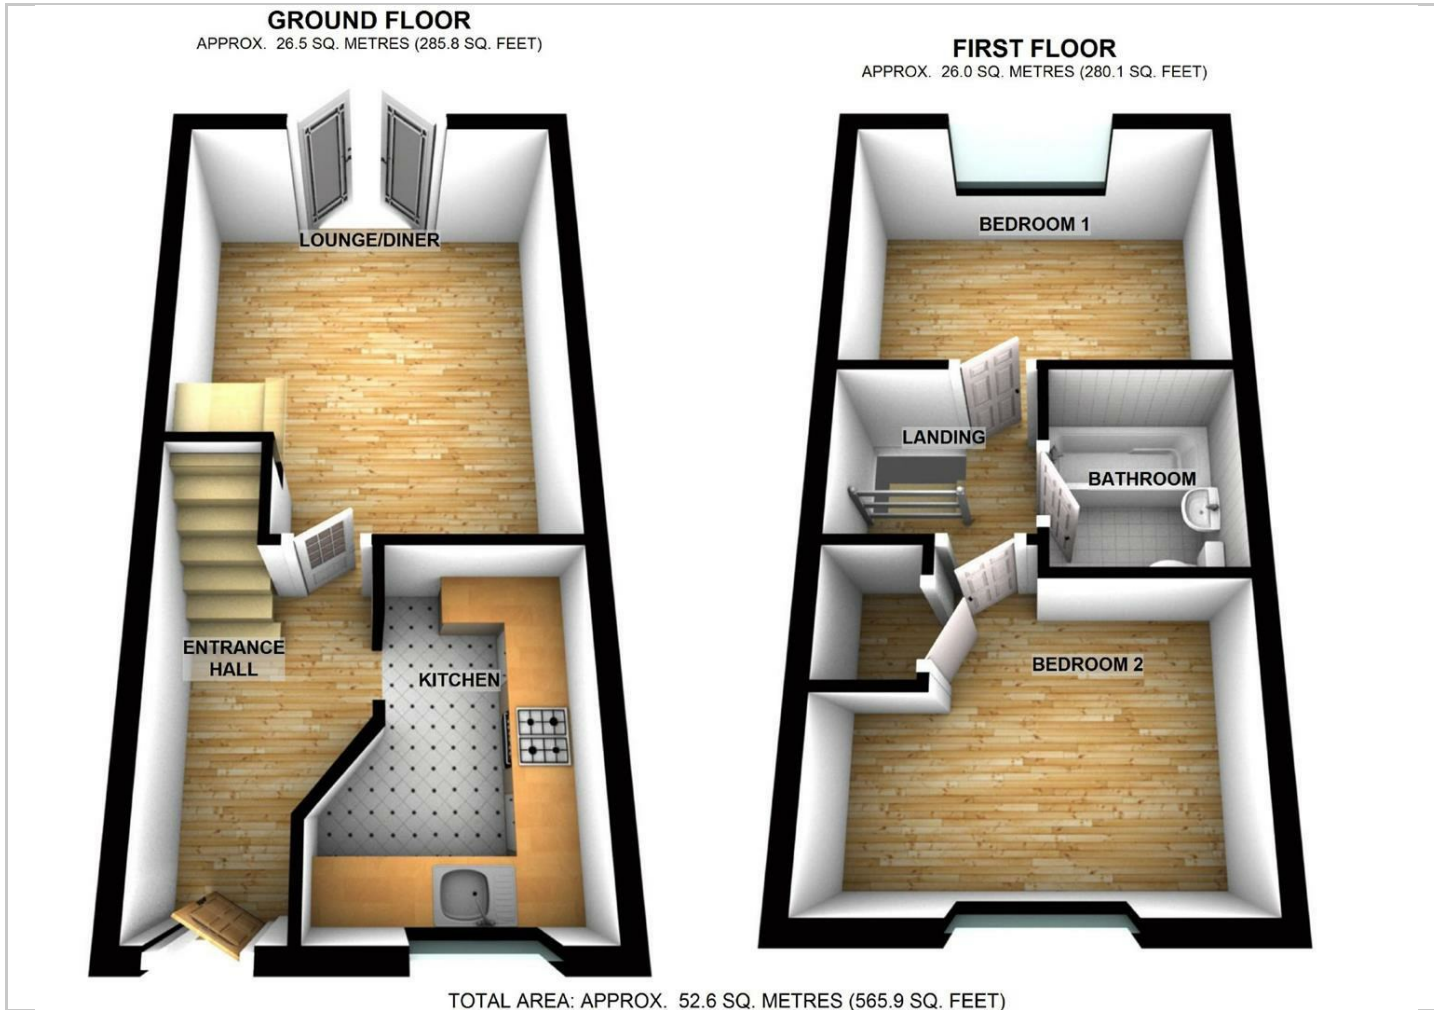 GROUND FLOOR
APPROX. 26.5 SQ. METRES (285.8 SQ. FEET)
LOUNGE/DINER
ENTRANCE
HALL
KITCHEN
FIRST FLOOR
APPROX. 26.0 SQ. METRES (280.1 SQ. FEET)
BEDROOM 1
LANDING
BATHROOM
BEDROOM 2
TOTAL AREA: APPROX. 52.6 SQ. METRES (565.9 SQ. FEET)